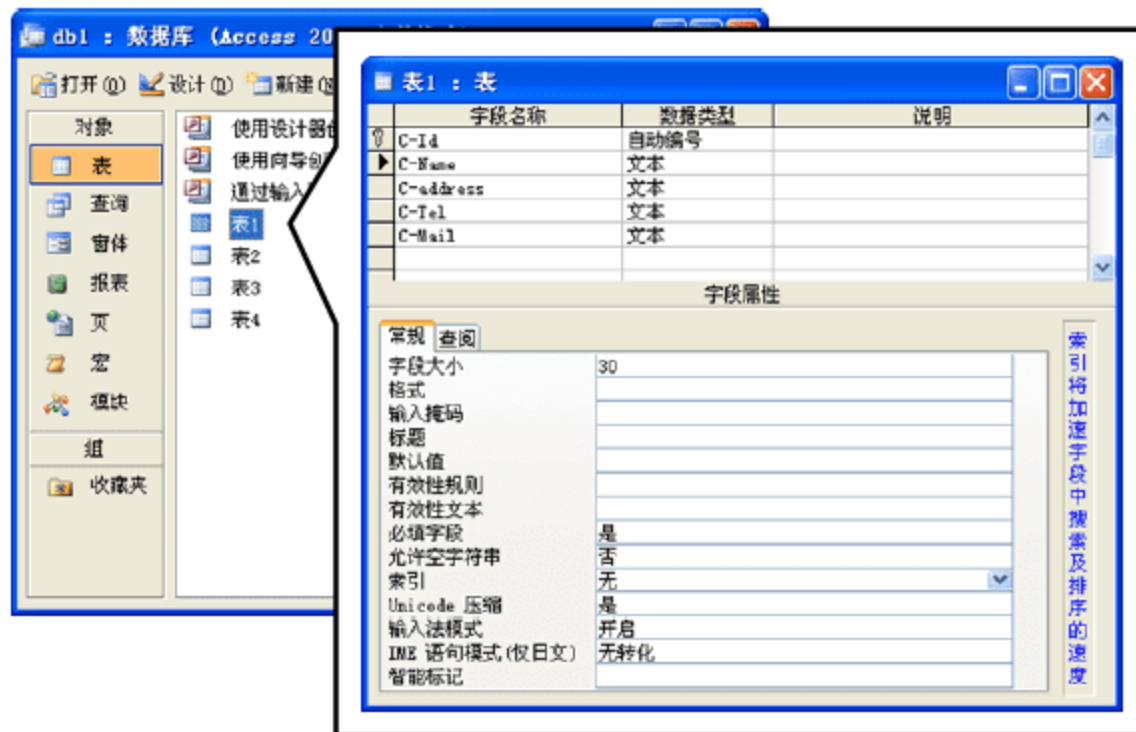 db1 : 数据库 (Access 20
打开(O) 设计(D) 新建(N
对象
表
查询
窗体
报表
页
宏
模块
组
收藏夹
使用设计器创
使用向导创
通过输入
表1
表2
表3
表4
表1 : 表
字段名称 数据类型 说明
C-Id 自动编号
C-Name 文本
C-address 文本
C-Tel 文本
C-Mail 文本
字段属性
常规 查阅
字段大小 30
格式
输入掩码
标题
默认值
有效性规则
有效性文本
必填字段 是
允许空字符串 否
索引 无
Unicode 压缩 是
输入法模式 开启
IME 语句模式(仅日文) 无转化
智能标记
索引将加速字段中搜索及排序的速度